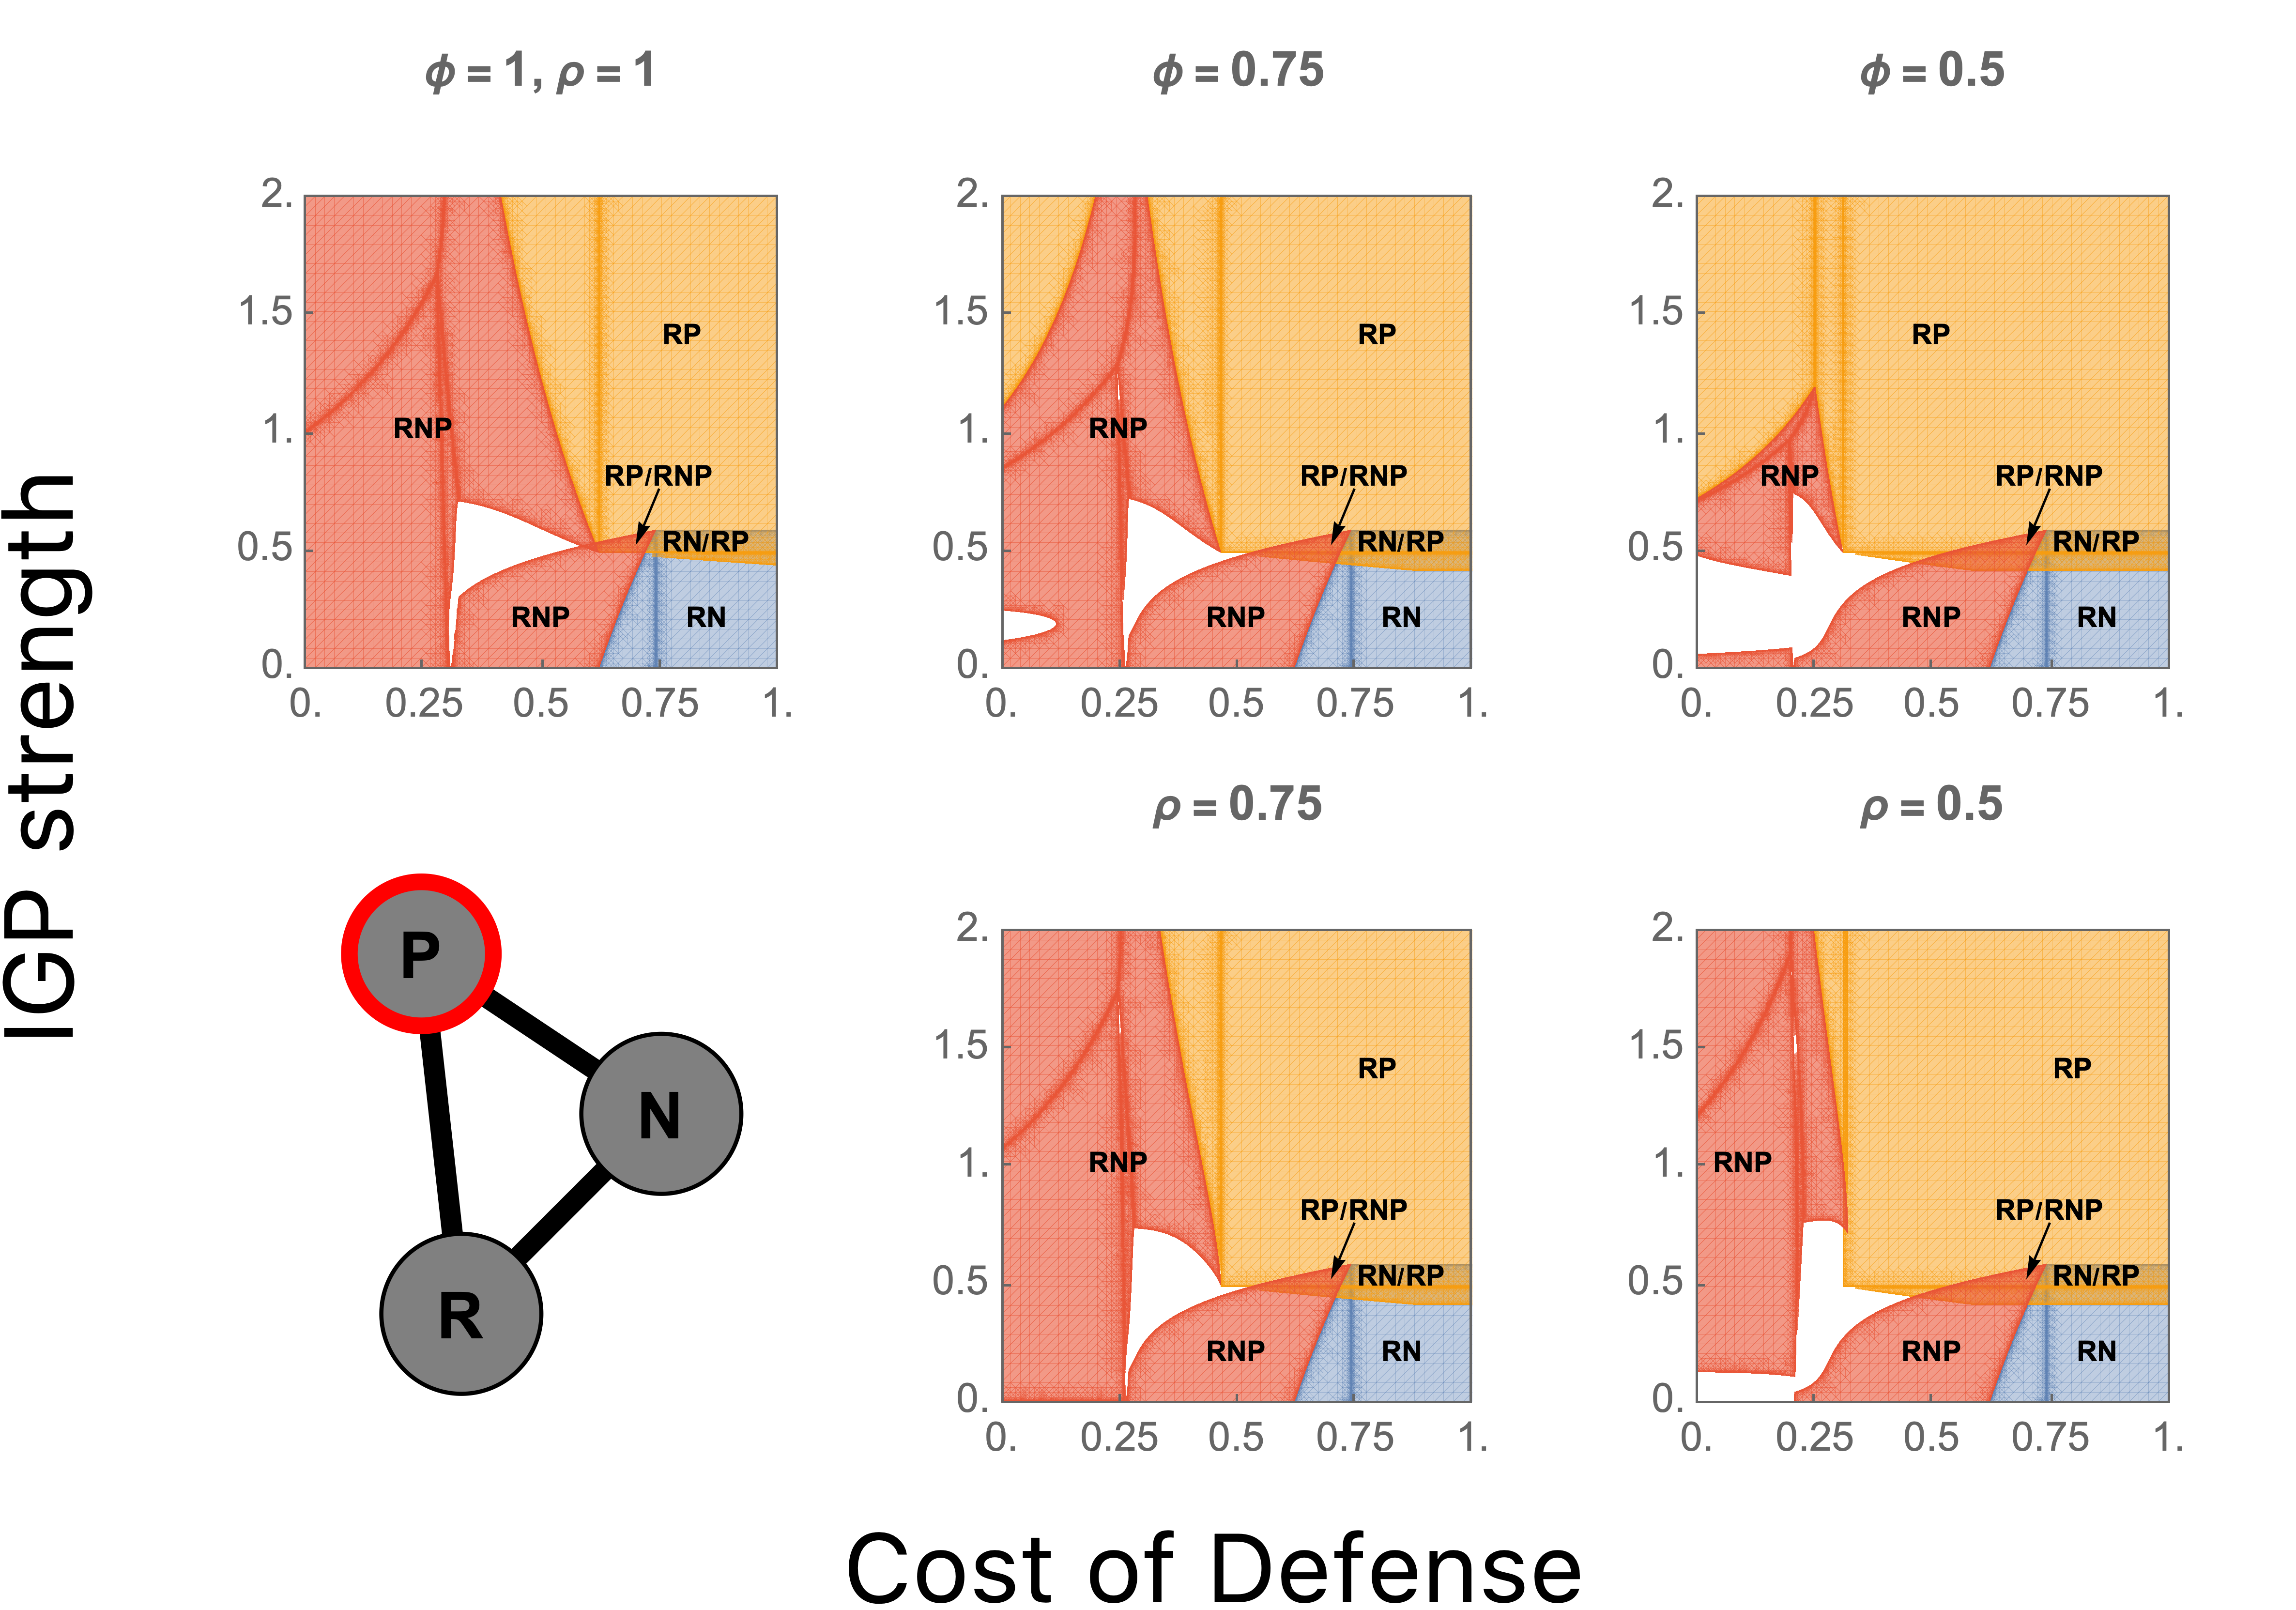 ϕ = 1, ρ = 1
ϕ = 0.75
ϕ = 0.5
2.
1.5
1.
0.5
0.
0.
0.25
0.5
0.75
1.
RNP
RP
RP/RNP
RN/RP
RNP
RN
2.
1.5
1.
0.5
0.
0.
0.25
0.5
0.75
1.
RNP
RP
RP/RNP
RN/RP
RNP
RN
2.
1.5
1.
0.5
0.
0.
0.25
0.5
0.75
1.
RNP
RP
RP/RNP
RN/RP
RNP
RN
IGP strength
P
N
R
ρ = 0.75
ρ = 0.5
2.
1.5
1.
0.5
0.
0.
0.25
0.5
0.75
1.
RNP
RP
RP/RNP
RN/RP
RNP
RN
2.
1.5
1.
0.5
0.
0.
0.25
0.5
0.75
1.
RNP
RP
RP/RNP
RN/RP
RNP
RN
Cost of Defense